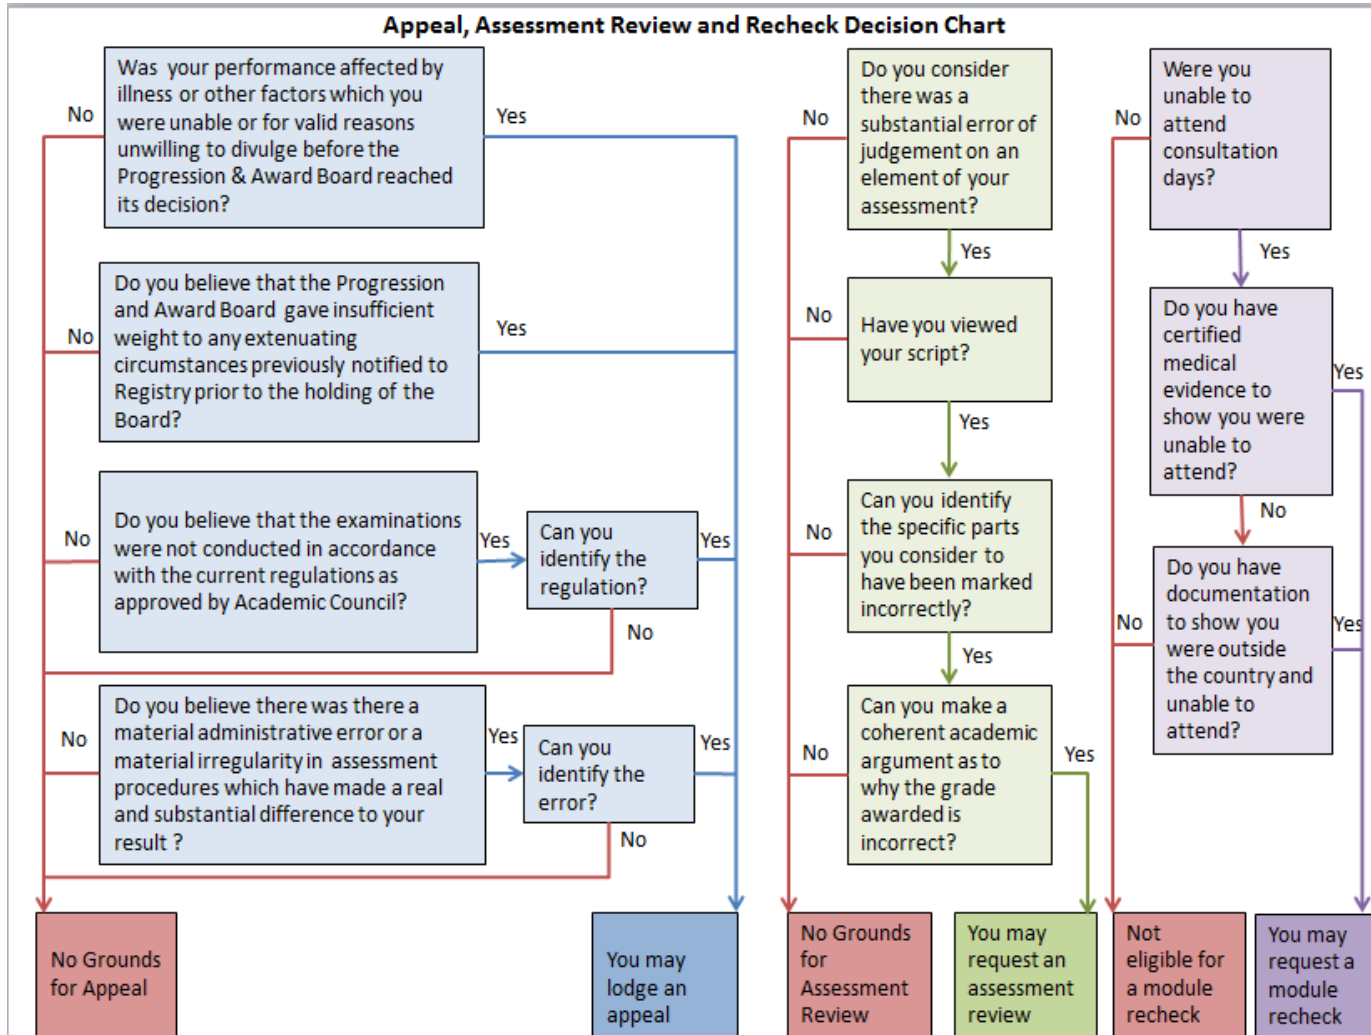 Appeal, Assessment Review and Recheck Decision Chart
Was your performance affected by
illness or other factors which you
were unable or for valid reasons
unwilling to divulge before the
Progression & Award Board reached
its decision?
No
Yes
Do you believe that the Progression
and Award Board gave insufficient
weight to any extenuating
circumstances previously notified to
Registry prior to the holding of the
Board?
No
Yes
Do you believe that the examinations
were not conducted in accordance
with the current regulations as
approved by Academic Council?
No
Yes
Can you
identify the
regulation?
Yes
No
Do you believe there was there a
material administrative error or a
material irregularity in assessment
procedures which have made a real
and substantial difference to your
result ?
No
Yes
Can you
identify the
error?
Yes
No
No Grounds
for Appeal
You may
lodge an
appeal
Do you consider
there was a
substantial error of
judgement on an
element of your
assessment?
No
Yes
Have you viewed
your script?
No
Yes
Can you identify
the specific parts
you consider to
have been marked
incorrectly?
No
Yes
Can you make a
coherent academic
argument as to
why the grade
awarded is
incorrect?
No
Yes
No Grounds
for
Assessment
Review
You may
request an
assessment
review
Were you
unable to
attend
consultation
days?
No
Yes
Do you have
certified
medical
evidence to
show you were
unable to
attend?
Yes
No
Do you have
documentation
to show you
were outside
the country and
unable to
attend?
No
Yes
Not
eligible for
a module
recheck
You may
request a
module
recheck